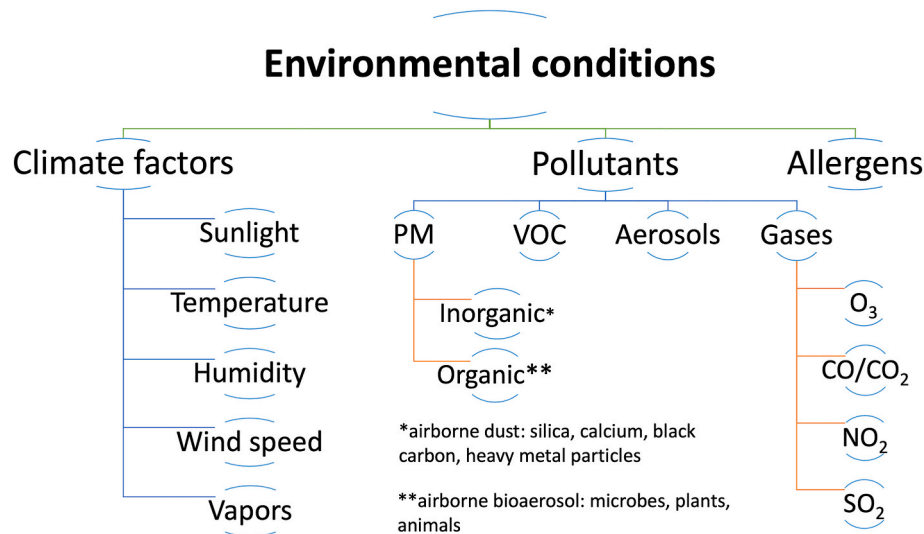 Environmental conditions
Climate factors
Pollutants
Allergens
Sunlight
Temperature
Humidity
Wind speed
Vapors
PM
VOC
Aerosols
Gases
Inorganic*
Organic**
O₃
CO/CO₂
NO₂
SO₂
*airborne dust: silica, calcium, black
carbon, heavy metal particles
**airborne bioaerosol: microbes, plants,
animals